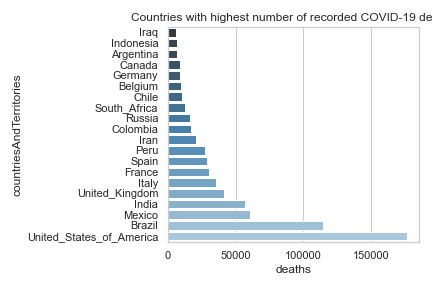 Countries with highest number of recorded COVID-19 de
Iraq
Indonesia
Argentina
Canada
Germany
Belgium
Chile
South_Africa
Russia
Colombia
Iran
Peru
Spain
France
Italy
United_Kingdom
India
Mexico
Brazil
United_States_of_America
countriesAndTerritories
0 50000 100000 150000
deaths